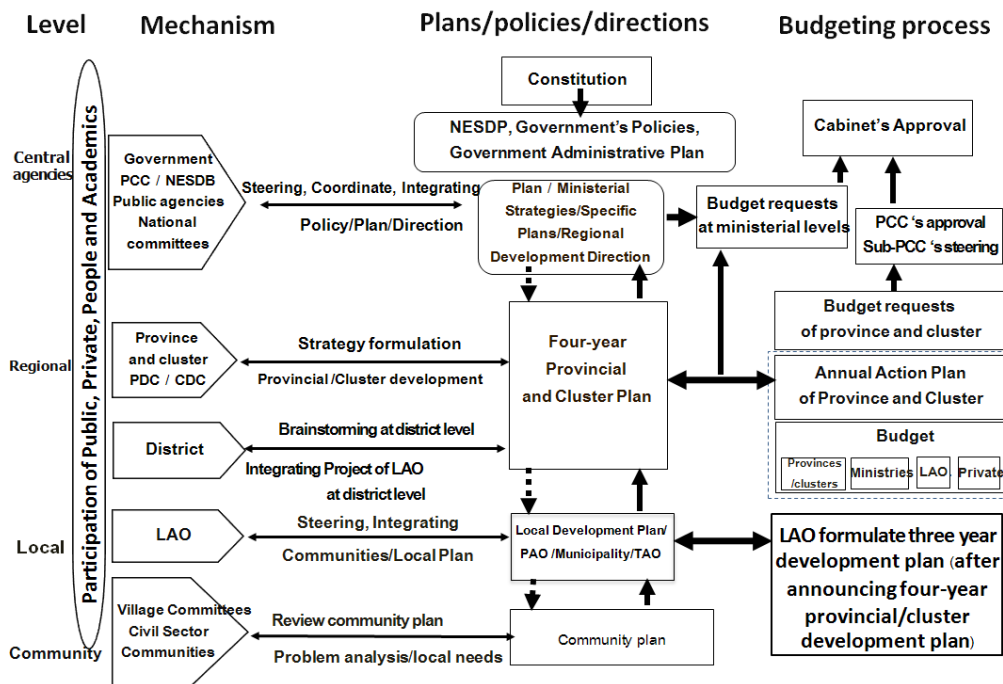 Level
Mechanism
Plans/policies/directions
Budgeting process
Participation of Public, Private, People and Academics
Central
agencies
Regional
Local
Community
Government
PCC / NESDB
Public agencies
National
committees
Province
and cluster
PDC / CDC
District
LAO
Village Committees
Civil Sector
Communities
Steering, Coordinate, Integrating
Policy/Plan/Direction
Strategy formulation
Provincial/Cluster development
Brainstorming at district level
Integrating Project of LAO
at district level
Steering, Integrating
Communities/Local Plan
Review community plan
Problem analysis/local needs
Constitution
NESDP, Government's Policies,
Government Administrative Plan
Plan / Ministerial
Strategies/Specific
Plans/Regional
Development Direction
Four-year
Provincial
and Cluster Plan
Local Development Plan/
PAO /Municipality/TAO
Community plan
Cabinet's Approval
Budget requests
at ministerial levels
PCC 's approval
Sub-PCC 's steering
Budget requests
of province and cluster
Annual Action Plan
of Province and Cluster
Budget
Provinces
/clusters
Ministries
LAO.
Private
LAO formulate three year
development plan (after
announcing four-year
provincial/cluster
development plan)